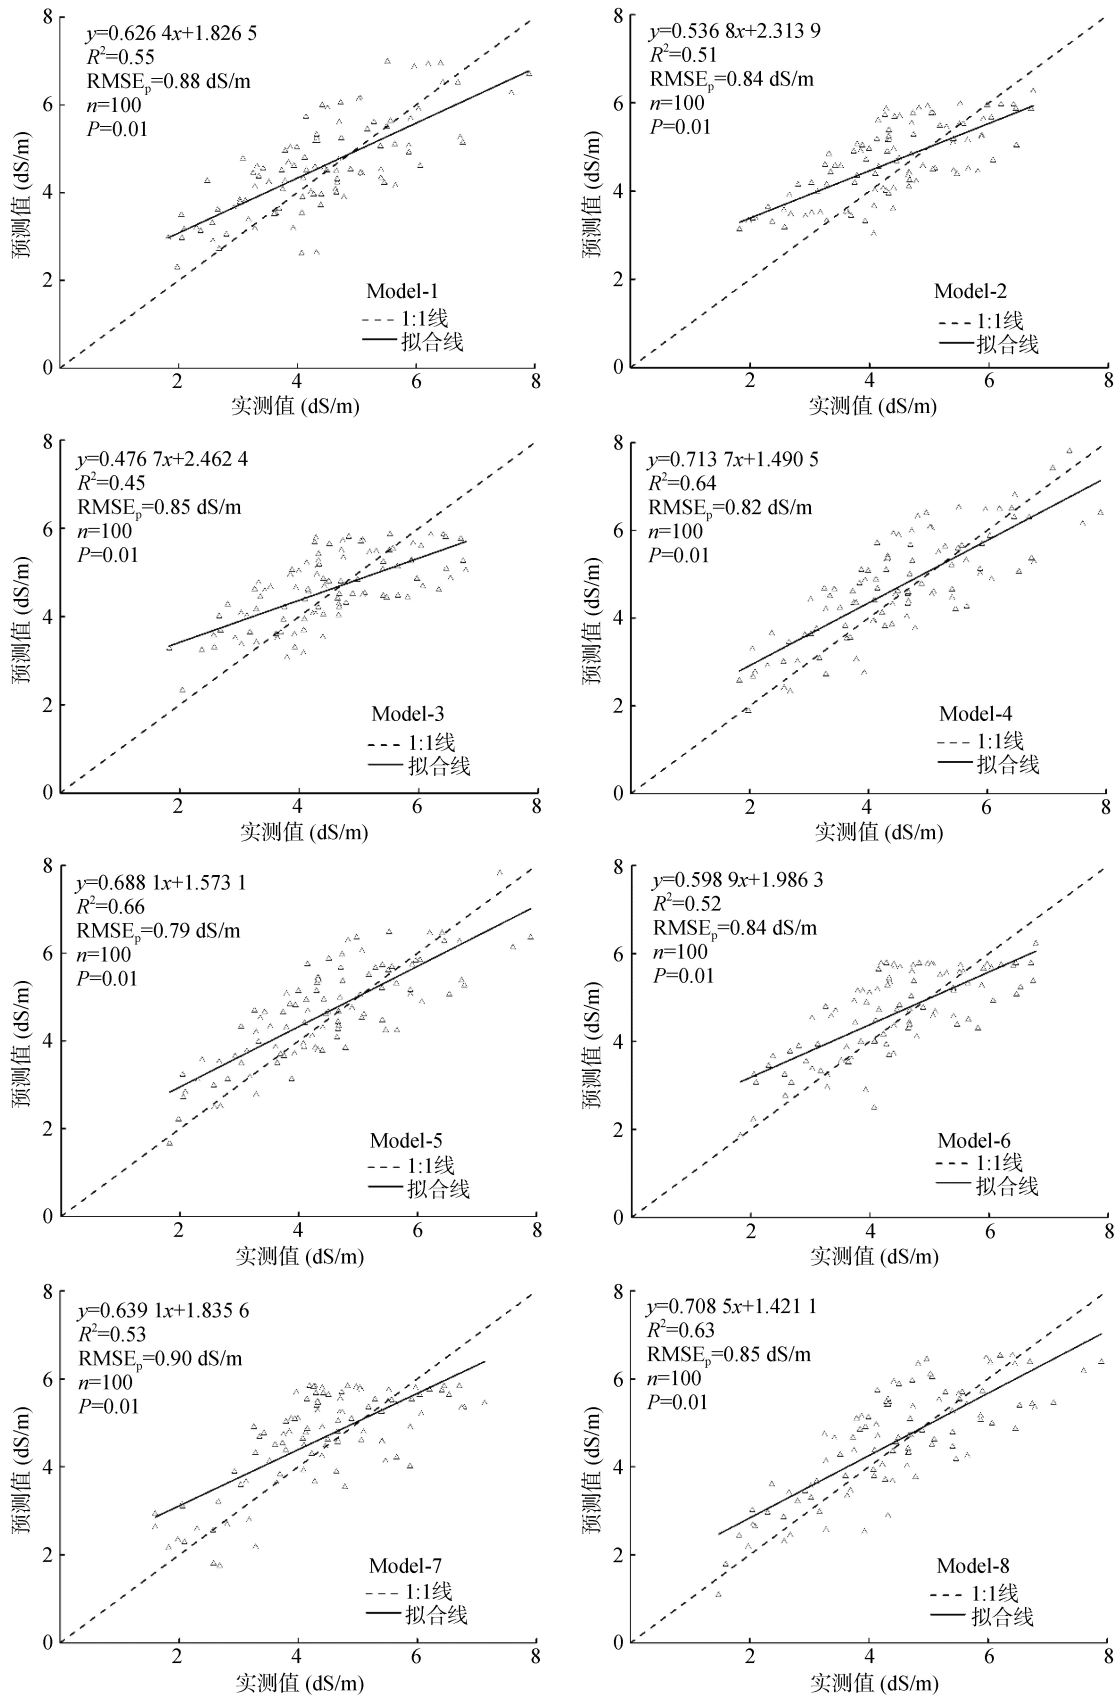 8
y=0.626 4x+1.826 5
R²=0.55
RMSEp=0.88 dS/m
n=100
P=0.01
6
4
2
0
预测值 (dS/m)
Model-1
1:1线
拟合线
2 4 6 8
实测值 (dS/m)
8
y=0.536 8x+2.313 9
R²=0.51
RMSEp=0.84 dS/m
n=100
P=0.01
6
4
2
0
预测值 (dS/m)
Model-2
1:1线
拟合线
2 4 6 8
实测值 (dS/m)
8
y=0.476 7x+2.462 4
R²=0.45
RMSEp=0.85 dS/m
n=100
P=0.01
6
4
2
0
预测值 (dS/m)
Model-3
1:1线
拟合线
2 4 6 8
实测值 (dS/m)
8
y=0.713 7x+1.490 5
R²=0.64
RMSEp=0.82 dS/m
n=100
P=0.01
6
4
2
0
预测值 (dS/m)
Model-4
1:1线
拟合线
2 4 6 8
实测值 (dS/m)
8
y=0.688 1x+1.573 1
R²=0.66
RMSEp=0.79 dS/m
n=100
P=0.01
6
4
2
0
预测值 (dS/m)
Model-5
1:1线
拟合线
2 4 6 8
实测值 (dS/m)
8
y=0.598 9x+1.986 3
R²=0.52
RMSEp=0.84 dS/m
n=100
P=0.01
6
4
2
0
预测值 (dS/m)
Model-6
1:1线
拟合线
2 4 6 8
实测值 (dS/m)
8
y=0.639 1x+1.835 6
R²=0.53
RMSEp=0.90 dS/m
n=100
P=0.01
6
4
2
0
预测值 (dS/m)
Model-7
1:1线
拟合线
2 4 6 8
实测值 (dS/m)
8
y=0.708 5x+1.421 1
R²=0.63
RMSEp=0.85 dS/m
n=100
P=0.01
6
4
2
0
预测值 (dS/m)
Model-8
1:1线
拟合线
2 4 6 8
实测值 (dS/m)